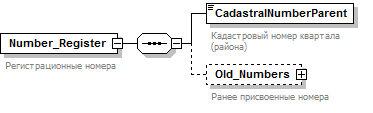 CadastralNumberParent
Кадастровый номер квартала
(района)
Number_Register
Регистрационные номера
Old_Numbers
Ранее присвоенные номера